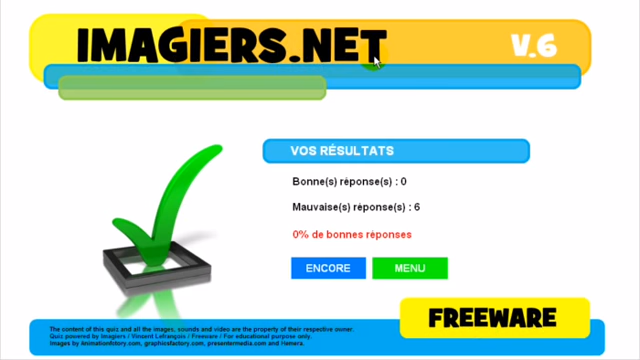 IMAGIERS.NET
V.6
VOS RÉSULTATS
Bonne(s) réponse(s) : 0
Mauvaise(s) réponse(s) : 6
0% de bonnes réponses
ENCORE
MENU
FREEWARE
The content of this quiz and all the images, sounds and video are the property of their respective owner.
Quiz powered by Imagiers / Vincent Lefrançois / Freeware / For educational purpose only.
Images by Animationfctory.com, graphicsfactory.com, presentermedia.com and Hemera.